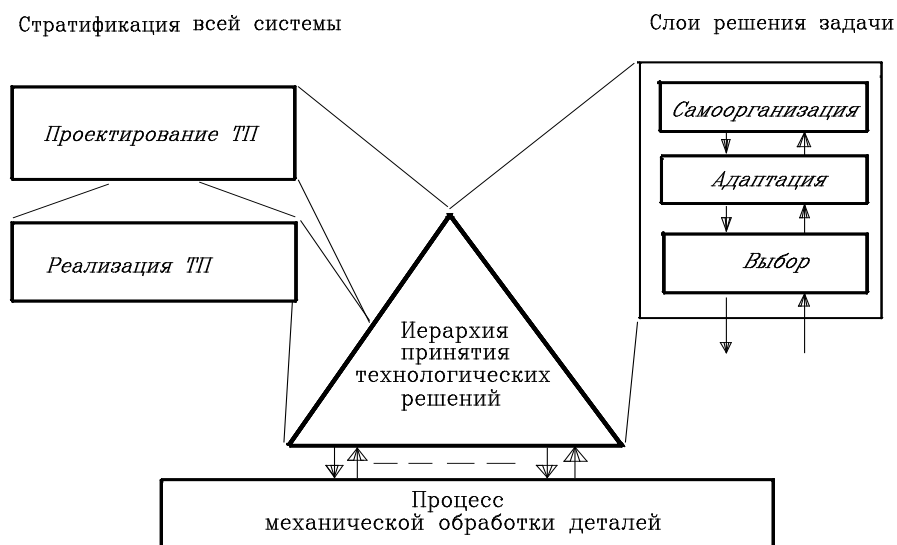 Стратификация всей системы
Слои решения задачи
Проектирование ТП
Реализация ТП
Самоорганизация
Адаптация
Выбор
Иерархия
принятия
технологических
решений
Процесс
механической обработки деталей